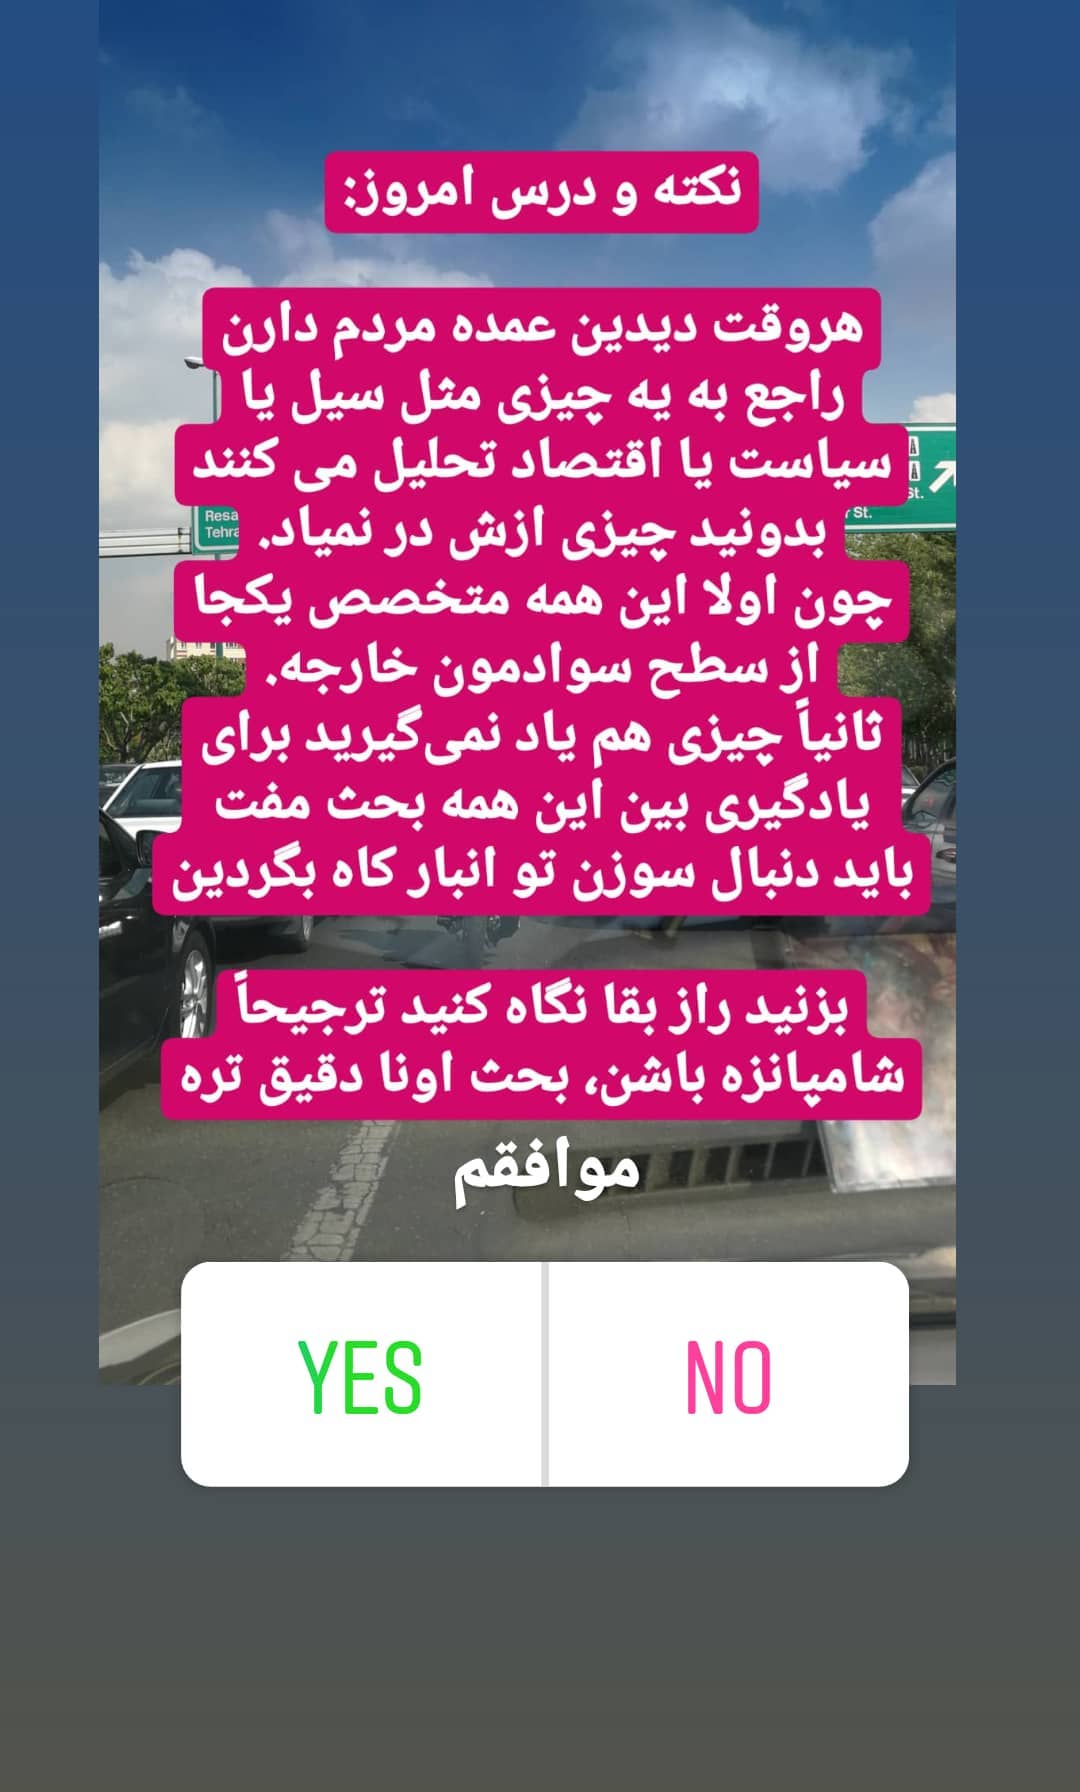 نکته و درس امروز:
هروقت دیدین عمده مردم دارن
راجع به یه چیزی مثل سیل یا
سیاست یا اقتصاد تحلیل می کنند
بدونید چیزی ازش در نمیاد.
چون اولا این همه متخصص یکجا
از سطح سوادمون خارجه.
ثانیاً چیزی هم یاد نمی‌گیرید برای
یادگیری بین این همه بحث مفت
باید دنبال سوزن تو انبار کاه بگردین
بزنید راز بقا نگاه کنید ترجیحاً
شامپانزه باشن، بحث اونا دقیق تره
موافقم
YES NO
St.
St.